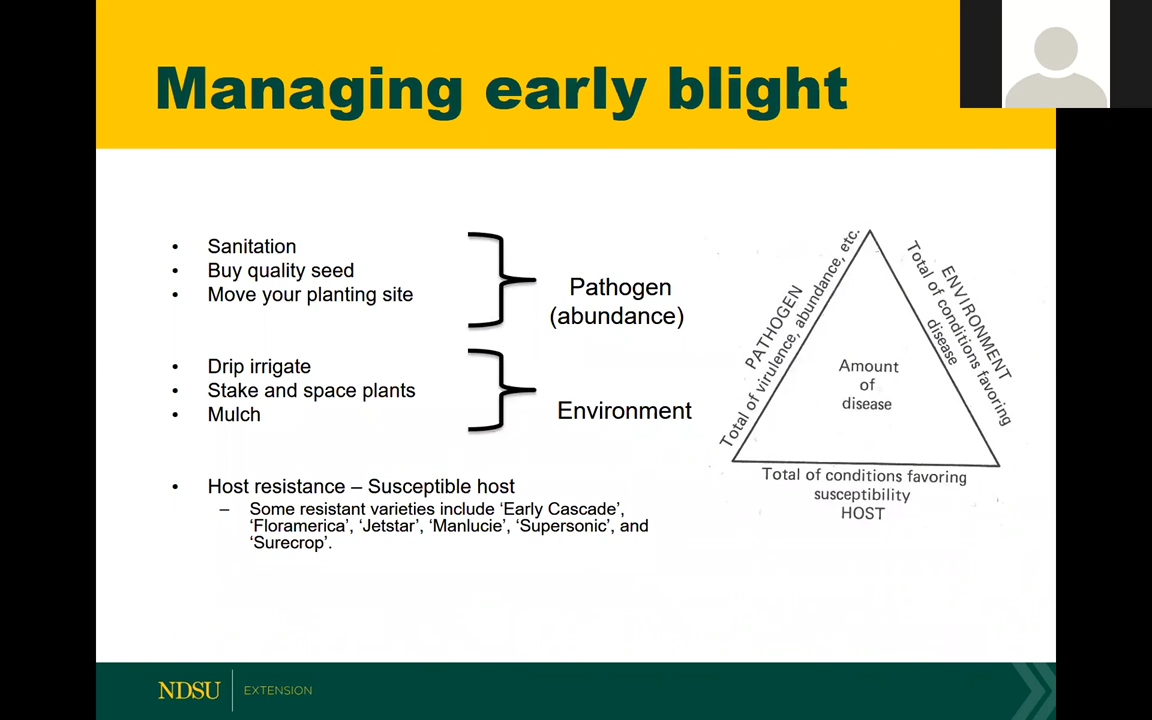 Managing early blight
• Sanitation
• Buy quality seed
• Move your planting site
Pathogen
(abundance)
• Drip irrigate
• Stake and space plants
• Mulch
Environment
• Host resistance – Susceptible host
– Some resistant varieties include ‘Early Cascade’,
‘Floramerica’, ‘Jetstar’, ‘Manlucie’, ‘Supersonic’, and
‘Surecrop’.
PATHOGEN
Total of virulence, abundance, etc.
ENVIRONMENT
Total of conditions favoring
disease
Amount
of
disease
Total of conditions favoring
susceptibility
HOST
NDSU EXTENSION